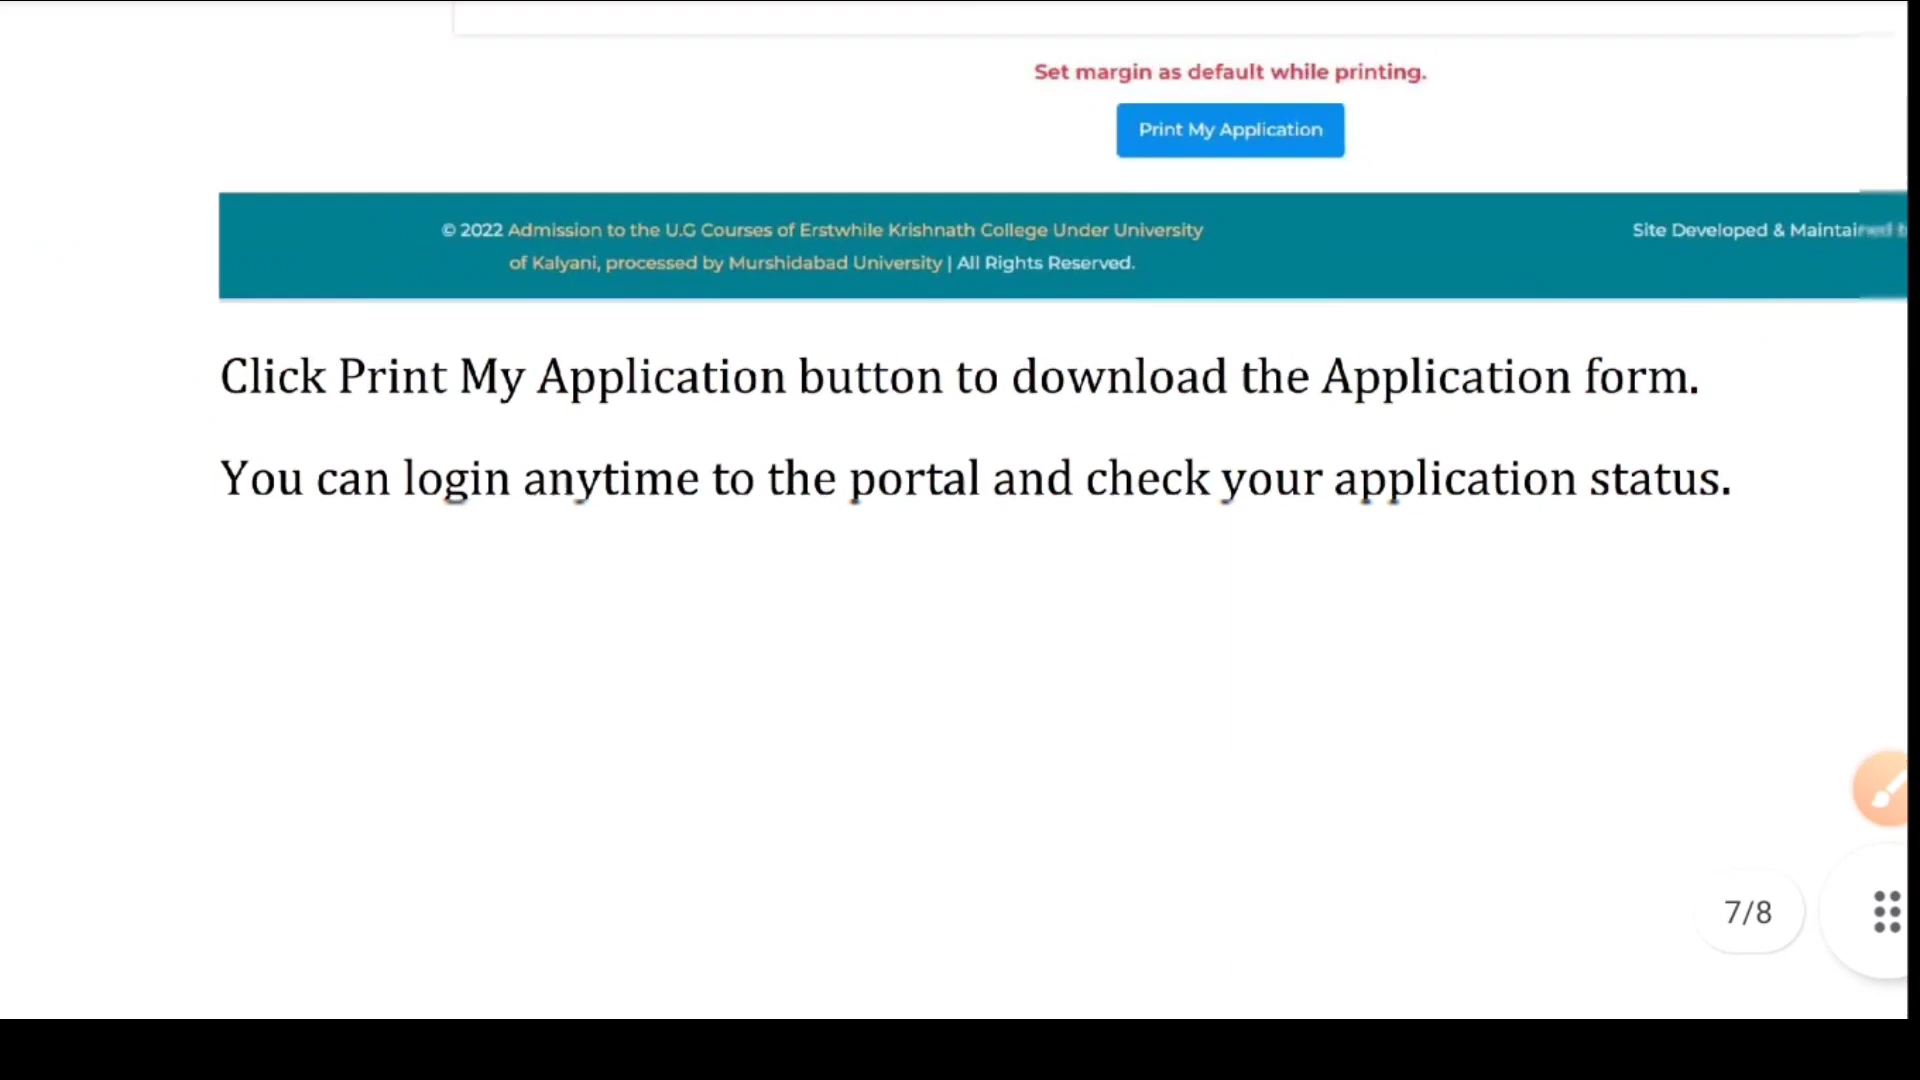 Set margin as default while printing.
Print My Application
© 2022 Admission to the U.G Courses of Erstwhile Krishnath College Under University
of Kalyani, processed by Murshidabad University | All Rights Reserved.
Site Developed & Maintained
Click Print My Application button to download the Application form.
You can login anytime to the portal and check your application status.
7/8